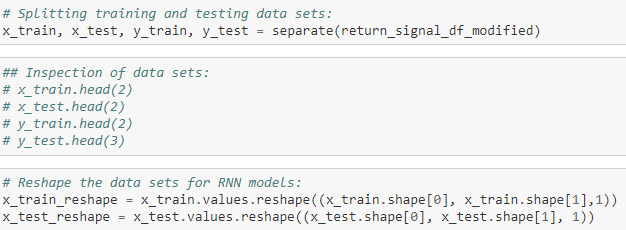 # Splitting training and testing data sets:
x_train, x_test, y_train, y_test = separate(return_signal_df_modified)
## Inspection of data sets:
# x_train.head(2)
# x_test.head(2)
# y_train.head(2)
# y_test.head(3)
# Reshape the data sets for RNN models:
x_train_reshape = x_train.values.reshape((x_train.shape[0], x_train.shape[1],1))
x_test_reshape = x_test.values.reshape((x_test.shape[0], x_test.shape[1], 1))